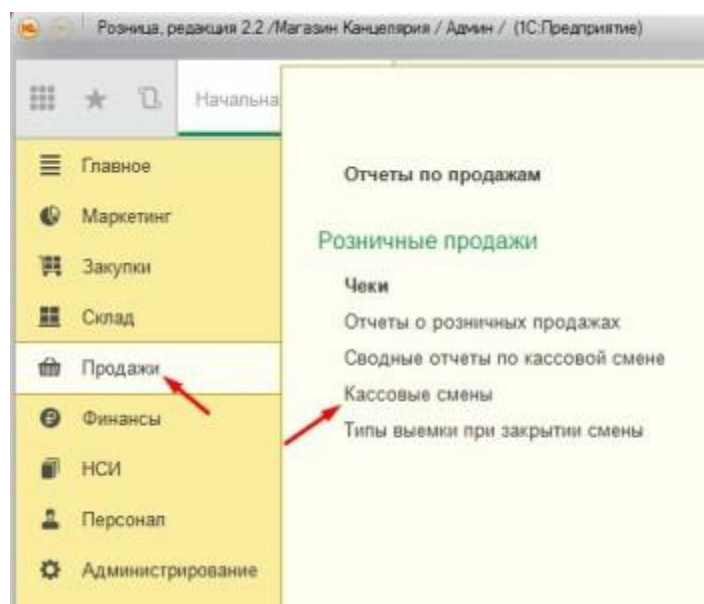 Розница, редакция 2.2 /Магазин Канцелярия / Админ / (1С:Предприятие)
Начальна
Главное
Маркетинг
Закупки
Склад
Продажи
Финансы
НСИ
Персонал
Администрирование
Отчеты по продажам
Розничные продажи
Чеки
Отчеты о розничных продажах
Сводные отчеты по кассовой смене
Кассовые смены
Типы выемки при закрытии смены